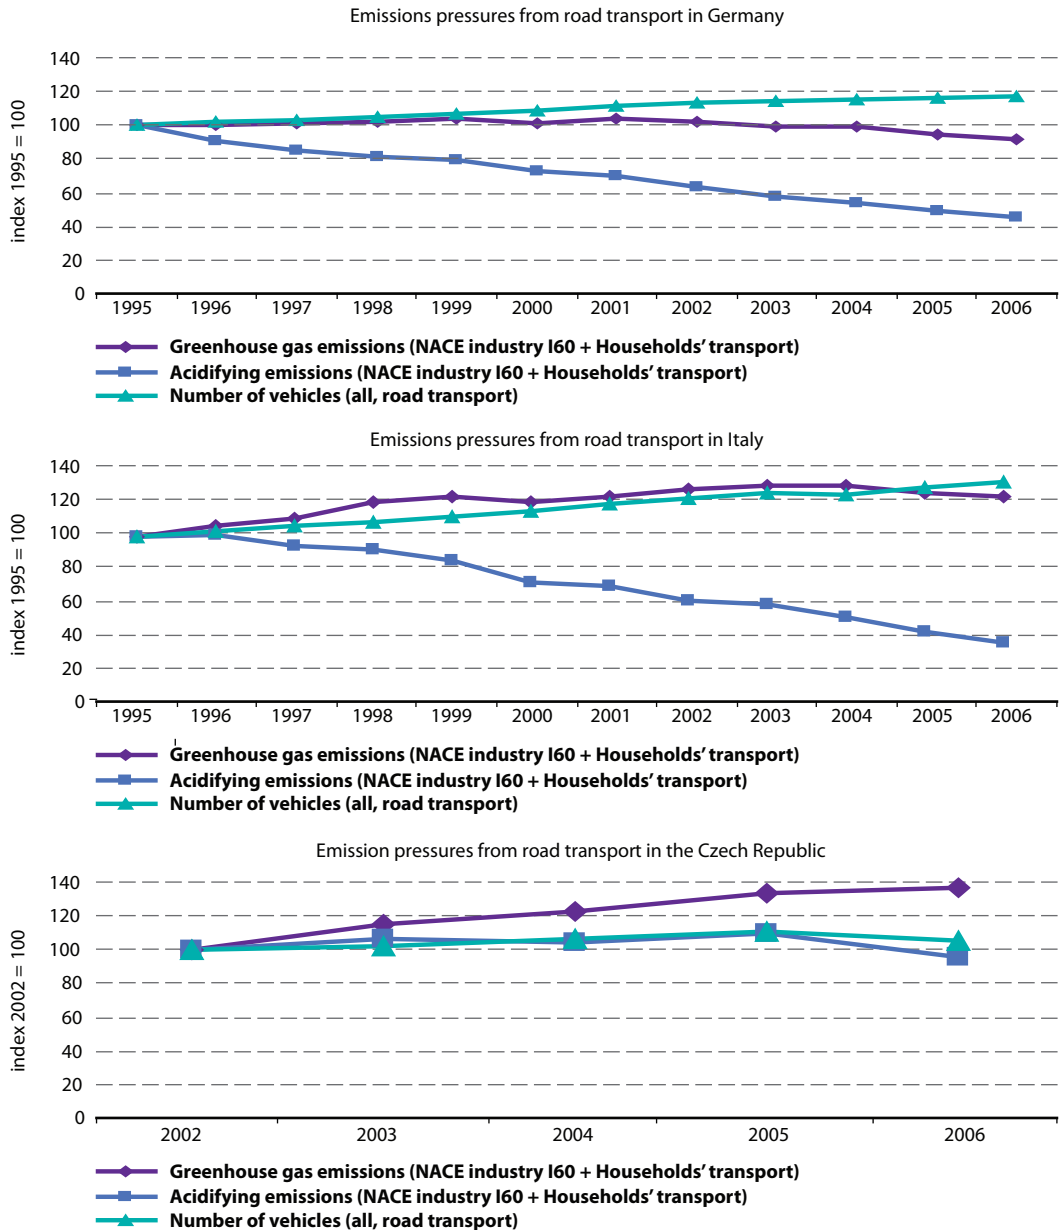 Emissions pressures from road transport in Germany
140
120
100
80
60
40
20
0
index 1995 = 100
1995 1996 1997 1998 1999 2000 2001 2002 2003 2004 2005 2006
Greenhouse gas emissions (NACE industry I60 + Households’ transport)
Acidifying emissions (NACE industry I60 + Households’ transport)
Number of vehicles (all, road transport)
Emissions pressures from road transport in Italy
140
120
100
80
60
40
20
0
index 1995 = 100
1995 1996 1997 1998 1999 2000 2001 2002 2003 2004 2005 2006
Greenhouse gas emissions (NACE industry I60 + Households’ transport)
Acidifying emissions (NACE industry I60 + Households’ transport)
Number of vehicles (all, road transport)
Emission pressures from road transport in the Czech Republic
140
120
100
80
60
40
20
0
index 2002 = 100
2002 2003 2004 2005 2006
Greenhouse gas emissions (NACE industry I60 + Households’ transport)
Acidifying emissions (NACE industry I60 + Households’ transport)
Number of vehicles (all, road transport)